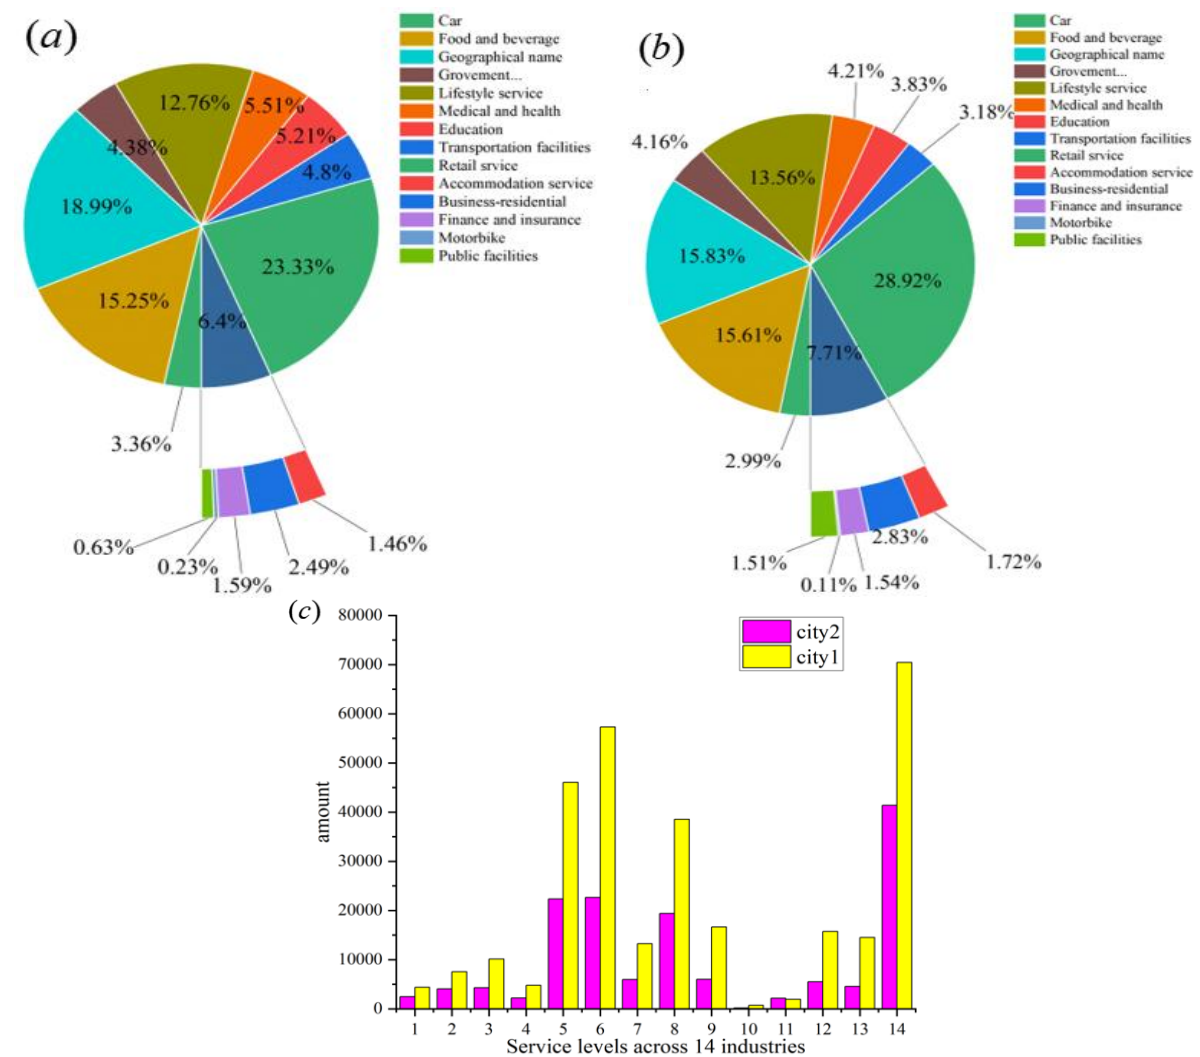 (a)
Car
Food and beverage
Geographical name
Grovement...
Lifestyle service
Medical and health
Education
Transportation facilities
Retail srvice
Accommodation service
Business-residential
Finance and insurance
Motorbike
Public facilities
12.76%
5.51%
5.21%
4.8%
4.38%
18.99%
23.33%
15.25%
6.4%
3.36%
0.63%
0.23%
1.59%
2.49%
1.46%
(b)
Car
Food and beverage
Geographical name
Grovement...
Lifestyle service
Medical and health
Education
Transportation facilities
Retail srvice
Accommodation service
Business-residential
Finance and insurance
Motorbike
Public facilities
4.21%
3.83%
3.18%
4.16%
13.56%
15.83%
28.92%
15.61%
7.71%
2.99%
1.51%
0.11%
1.54%
2.83%
1.72%
(c)
80000
70000
60000
50000
40000
30000
20000
10000
0
amount
city2
city1
1 2 3 4 5 6 7 8 9 10 11 12 13 14
Service levels across 14 industries